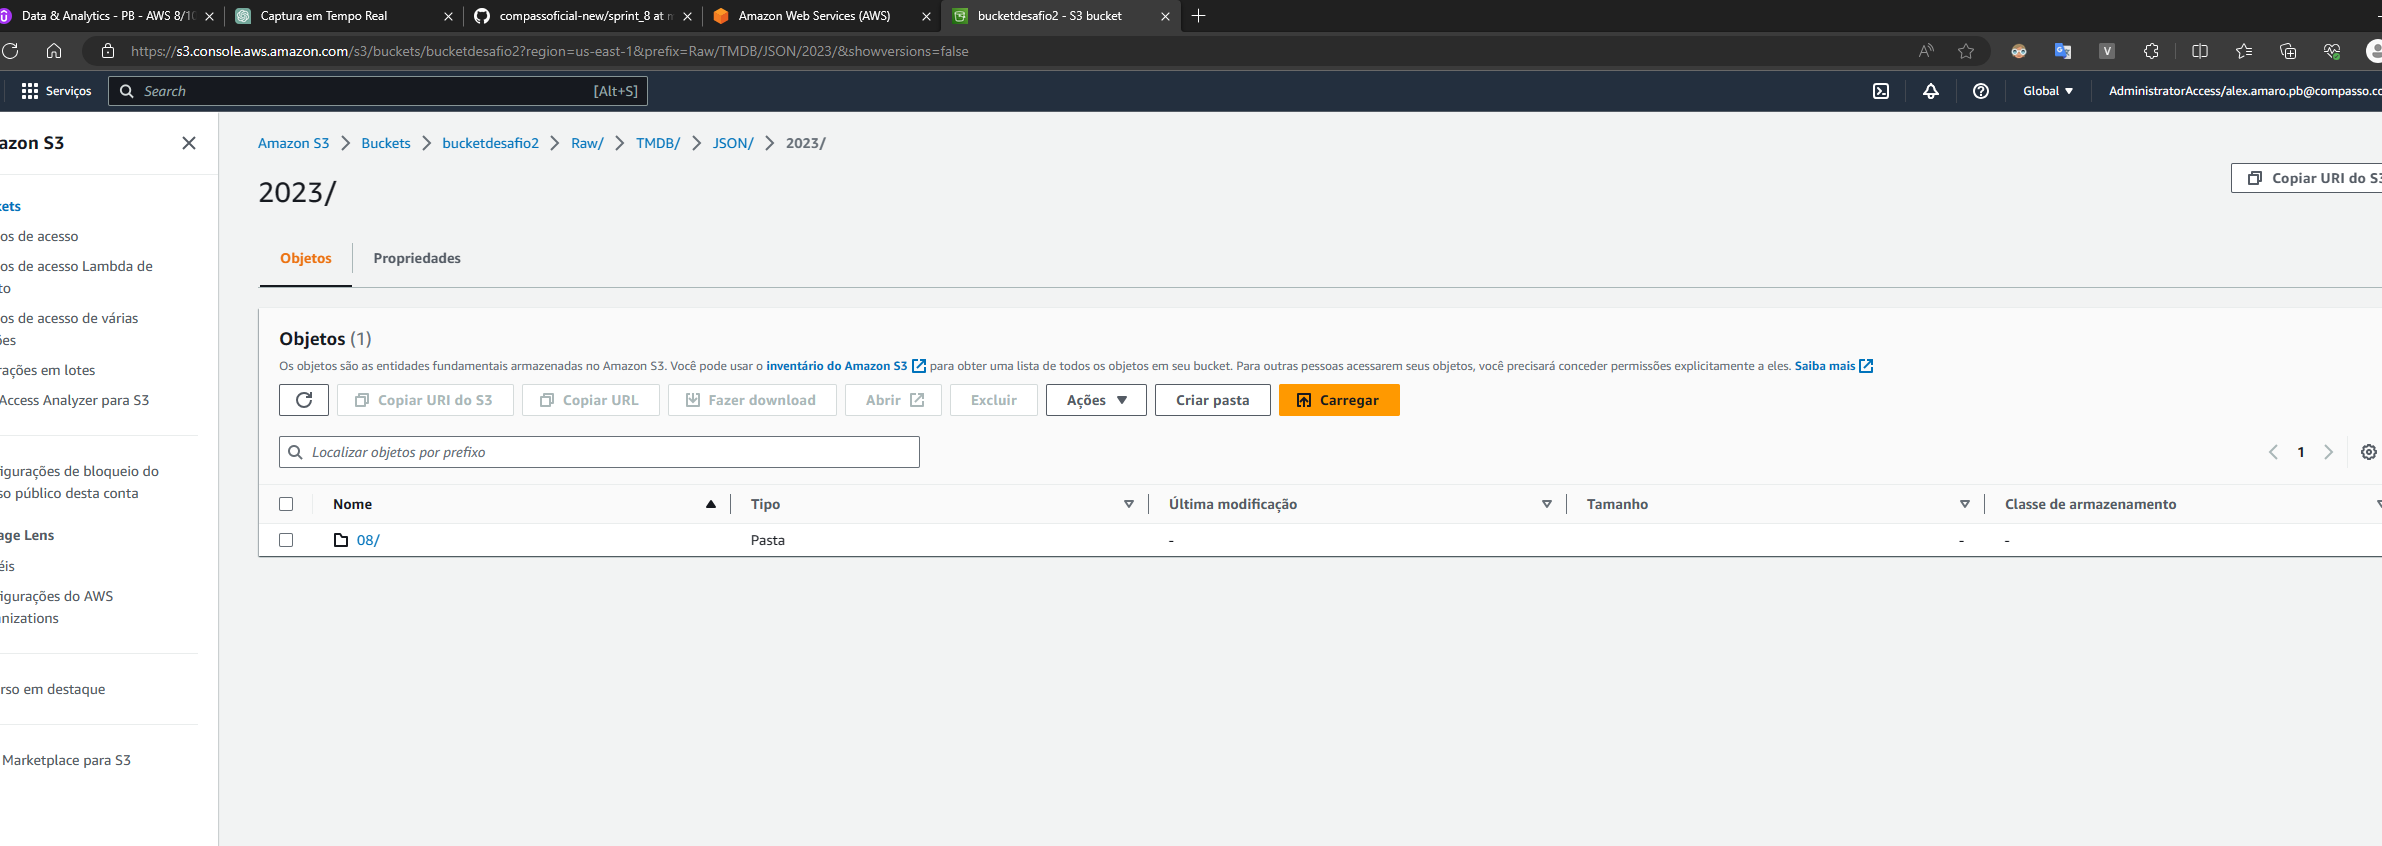 Data & Analytics - PB - AWS 8/10
Captura em Tempo Real
compassoficial-new/sprint_8 at m
Amazon Web Services (AWS)
bucketdesafio2 - S3 bucket
https://s3.console.aws.amazon.com/s3/buckets/bucketdesafio2?region=us-east-1&prefix=Raw/TMDB/JSON/2023/&showversions=false
Serviços
Search
[Alt+S]
Global
AdministratorAccess/alex.amaro.pb@compasso.co
azon S3
Amazon S3 > Buckets > bucketdesafio2 > Raw/ > TMDB/ > JSON/ > 2023/
2023/
Copiar URI do S3
kets
os de acesso
os de acesso Lambda de
to
os de acesso de várias
ões
rações em lotes
Access Analyzer para S3
igurações de bloqueio do
so público desta conta
age Lens
éis
igurações do AWS
nizations
rso em destaque
Marketplace para S3
Objetos
Propriedades
Objetos (1)
Os objetos são as entidades fundamentais armazenadas no Amazon S3. Você pode usar o inventário do Amazon S3 para obter uma lista de todos os objetos em seu bucket. Para outras pessoas acessarem seus objetos, você precisará conceder permissões explicitamente a eles. Saiba mais
Copiar URI do S3
Copiar URL
Fazer download
Abrir
Excluir
Ações
Criar pasta
Carregar
Localizar objetos por prefixo
1
Nome
Tipo
Última modificação
Tamanho
Classe de armazenamento
08/
Pasta
-
-
-